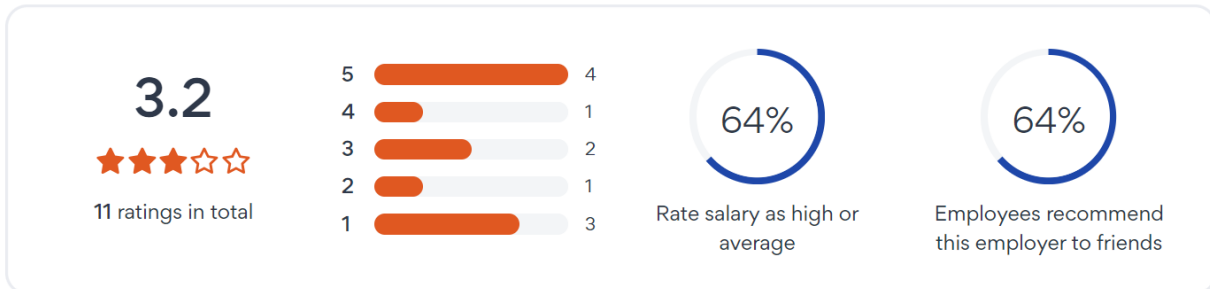 3.2
11 ratings in total
5 4
4 1
3 2
2 1
1 3
64%
Rate salary as high or
average
64%
Employees recommend
this employer to friends